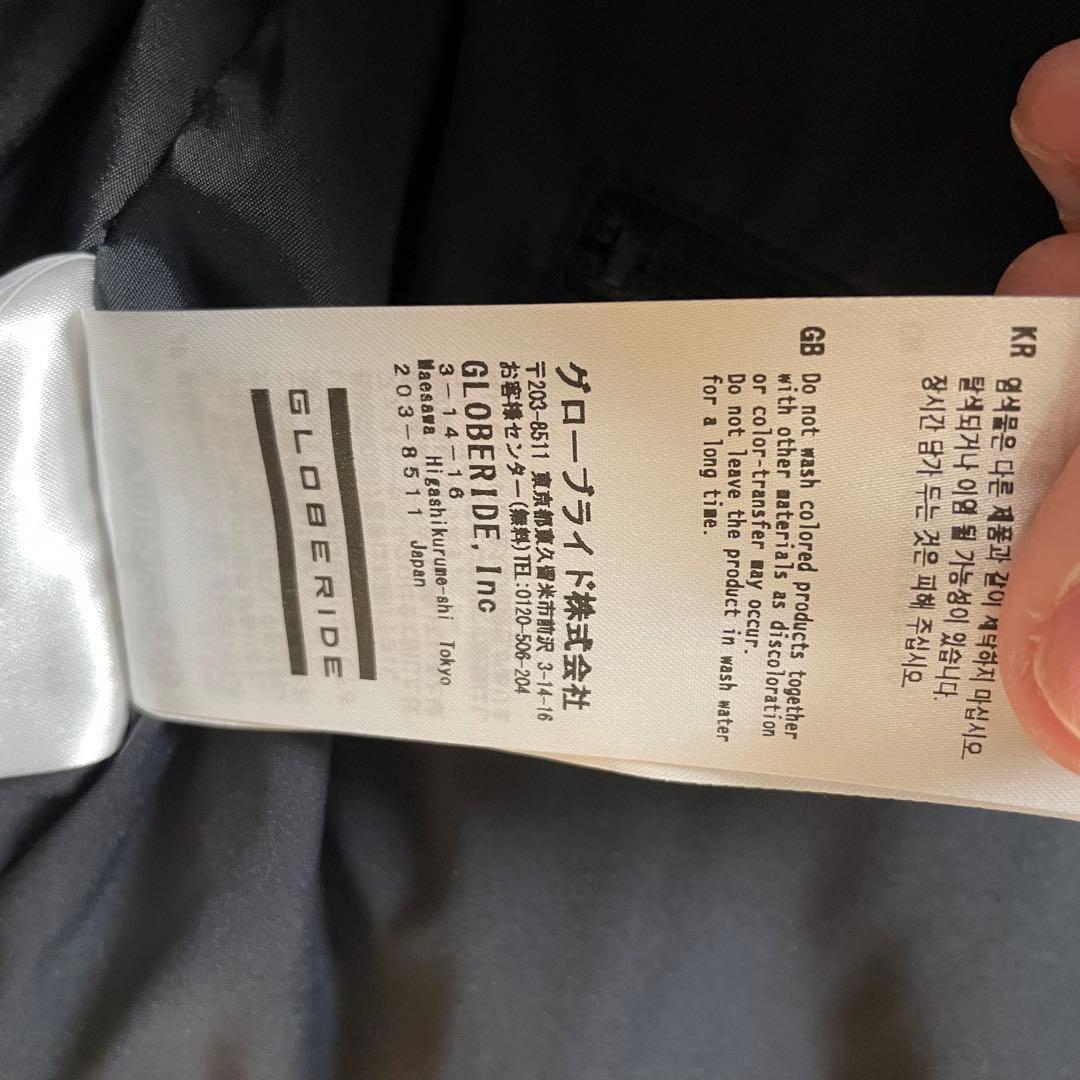 KR 염색물은 다른 제품과 같이 세탁하지 마십시오
탈색되거나 이염 될 가능성이 있습니다.
장시간 담가 두는 것은 피해 주십시오
GB Do not wash colored products together
with other materials as discoloration
or color-transfer may occur.
Do not leave the product in wash water
for a long time.
グローブライド株式会社
〒203-8511 東京都東久留米市前沢 3-14-16
お客様センター(無料)TEL:0120-506-204
GLOBERIDE,Inc
3-14-16
Maesawa Higashikurume-shi Tokyo
203-8511 Japan
GLOBERIDE